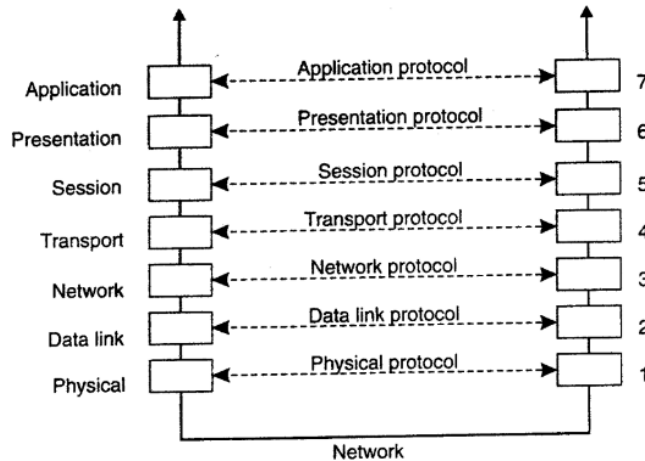 Application Application protocol 7
Presentation Presentation protocol 6
Session Session protocol 5
Transport Transport protocol 4
Network Network protocol 3
Data link Data link protocol 2
Physical Physical protocol 1
Network